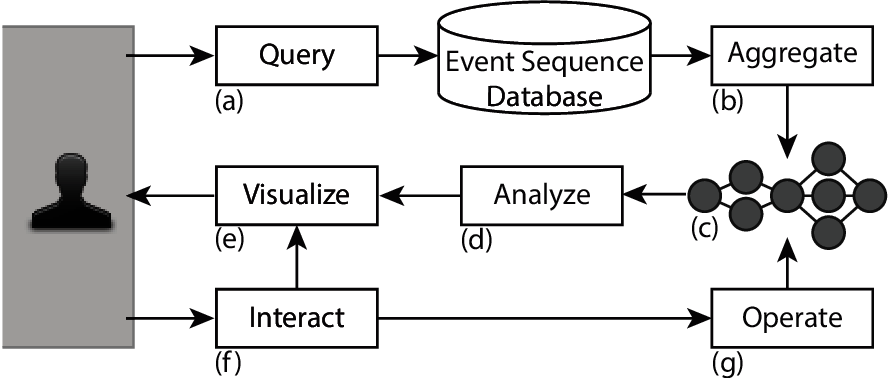 Query
Event Sequence
Database
Aggregate
(a)
(b)
Visualize
Analyze
(c)
(e)
(d)
Interact
Operate
(f)
(g)